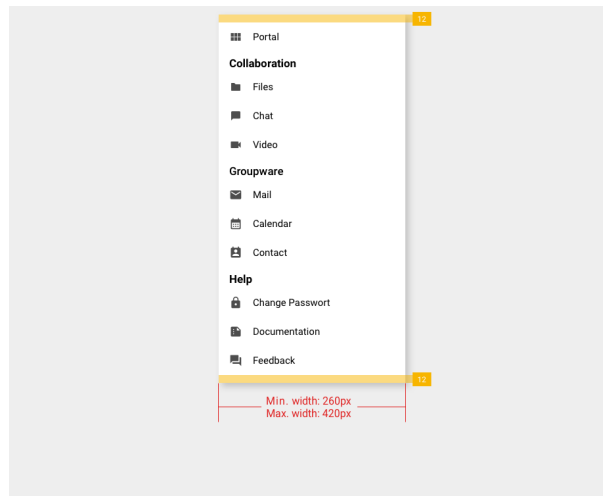 12
Portal
Collaboration
Files
Chat
Video
Groupware
Mail
Calendar
Contact
Help
Change Passwort
Documentation
Feedback
12
Min. width: 260px
Max. width: 420px